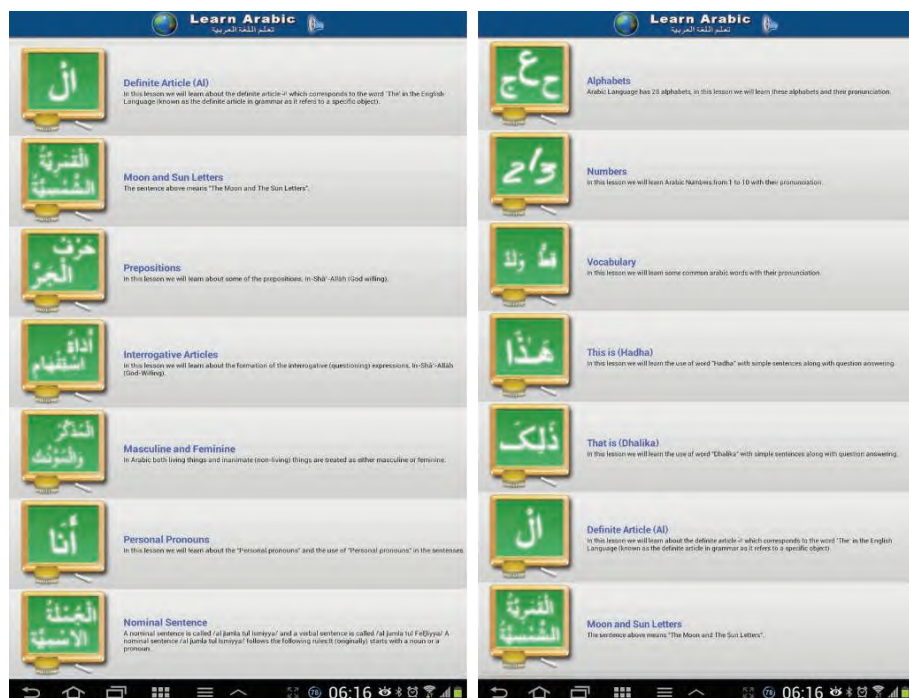 Learn Arabic
تعلم اللغة العربية
ال
Definite Article (Al)
In this lesson we will learn about the definite article which corresponds to the word 'The' in the English
Language (known as the definite article in grammar as it refers to a specific object).
القمرية
الشمسية
Moon and Sun Letters
The sentence above means "The Moon and The Sun Letters".
حرف
الجر
Prepositions
In this lesson we will learn about some of the prepositions. In-Shâ'-Allâh (God willing).
أداة
استفهام
Interrogative Articles
In this lesson we will learn about the formation of the interrogative (questioning) expressions. In-Shâ'-Allâh
(God-Willing).
المذكر
والمؤنث
Masculine and Feminine
In Arabic both living things and inanimate (non-living) things are treated as either masculine or feminine.
أَنَا
Personal Pronouns
In this lesson we will learn about the "Personal pronouns" and the use of "Personal pronouns" in the sentences
الجملة
الاسمية
Nominal Sentence
A nominal sentence is called /al jumla tul Ismiyya/ and a verbal sentence is called /al jumla tul Feƹliyya/ A
nominal sentence /al jumla tul Ismiyya/ follows the following rules:It (originally) starts with a noun or a
pronoun.
78 06:16
Learn Arabic
تعلم اللغة العربية
ع
ج ح
Alphabets
Arabic Language has 28 alphabets, in this lesson we will learn these alphabets and their pronunciation.
2/3
Numbers
In this lesson we will learn Arabic Numbers from 1 to 10 with their pronunciation.
Vocabulary
In this lesson we will learn some common arabic words with their pronunciation.
هَذَا
This is (Hadha)
In this lesson we will learn the use of word "Hadha" with simple sentences along with question answering.
ذَلِكَ
That is (Dhalika)
In this lesson we will learn the use of word "Dhalika" with simple sentences along with question answering.
ال
Definite Article (Al)
In this lesson we will learn about the definite article which corresponds to the word 'The' in the English
Language (known as the definite article in grammar as it refers to a specific object)
القمرية
الشمسية
Moon and Sun Letters
The sentence above means "The Moon and The Sun Letters".
78 06:16